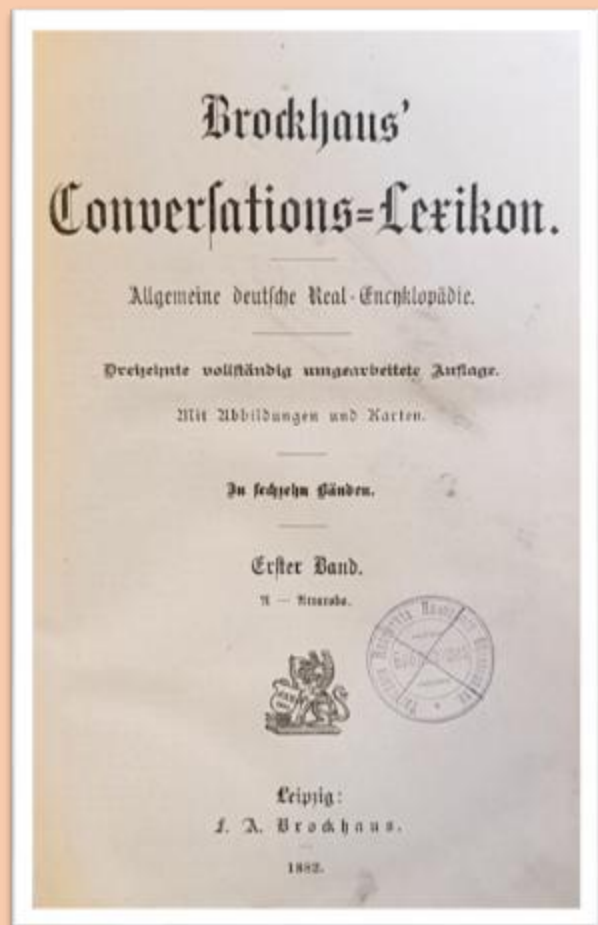 Brockhaus'
Conversations=Lexikon.
Allgemeine deutsche Real-Encyklopädie.
Dreizehnte vollständig umgearbeitete Auflage.
Mit Abbildungen und Karten.
In sechzehn Bänden.
Erster Band.
A —
Leipzig:
F. A. Brockhaus.
1882.